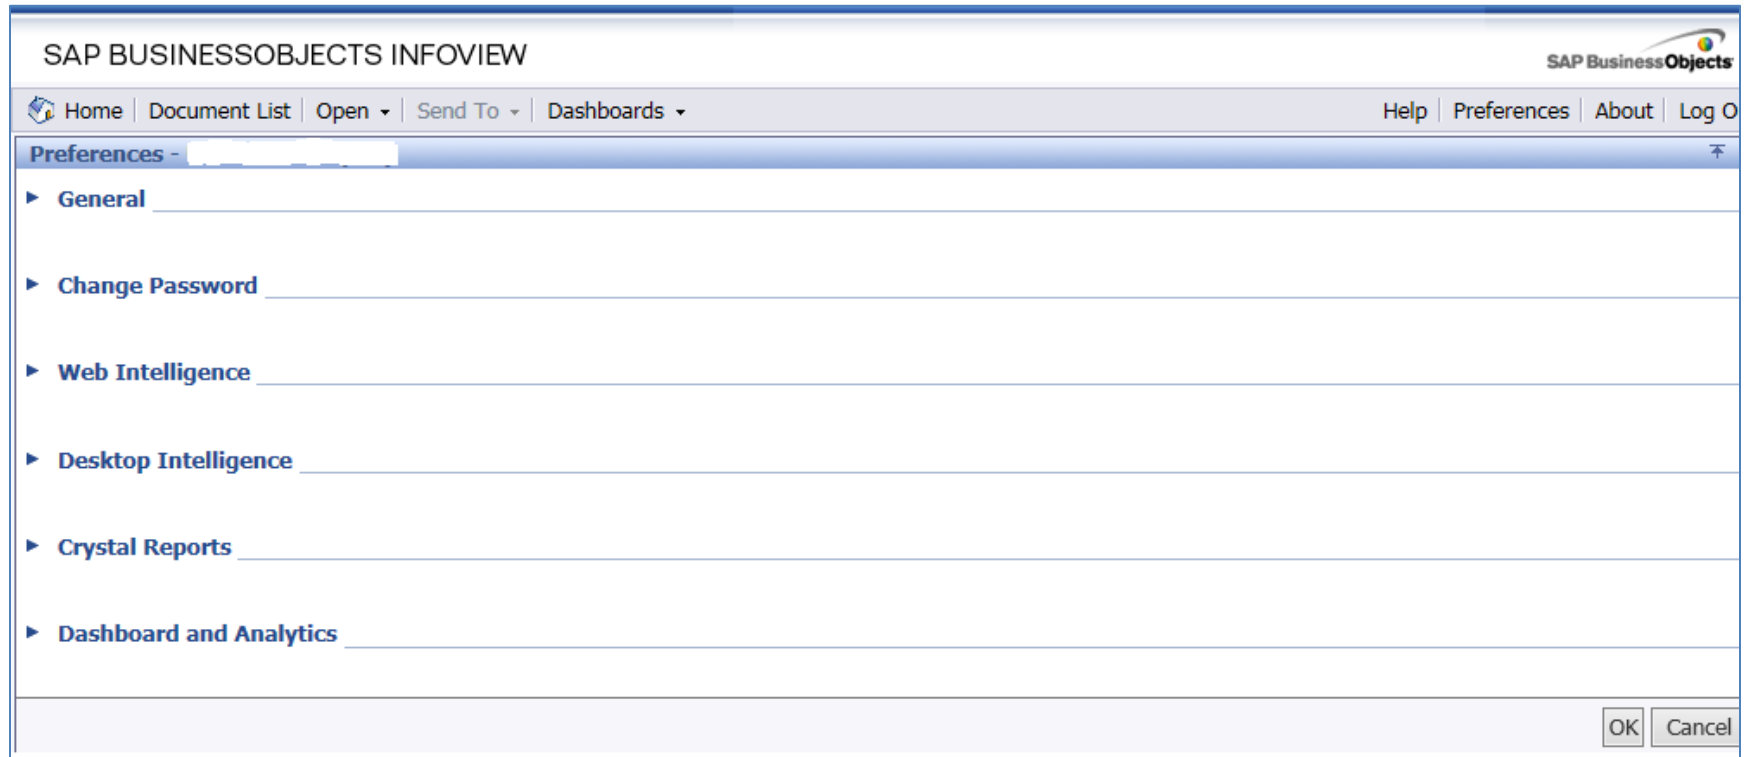 SAP BUSINESSOBJECTS INFOVIEW
SAP BusinessObjects
Home Document List Open Send To Dashboards Help Preferences About Log O
Preferences -
General
Change Password
Web Intelligence
Desktop Intelligence
Crystal Reports
Dashboard and Analytics
OK Cancel